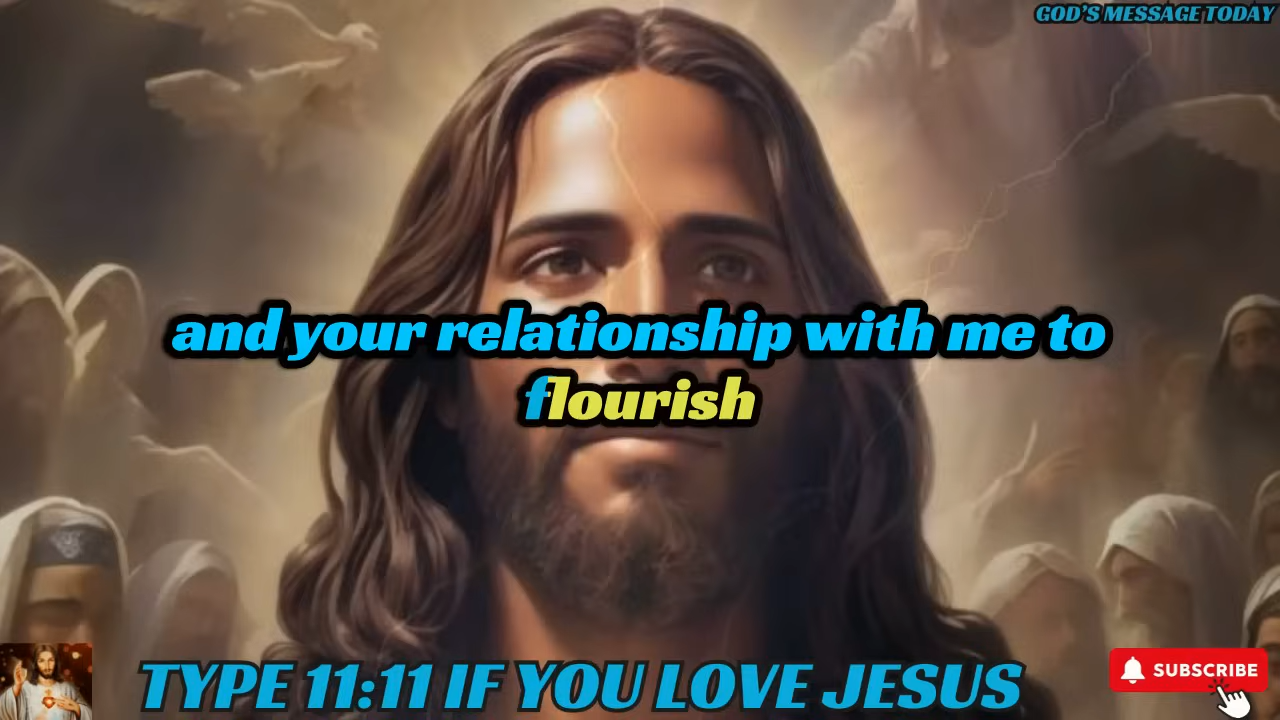 GOD'S MESSAGE TODAY
and your relationship with me to
flourish
TYPE 11:11 IF YOU LOVE JESUS
SUBSCRIBE